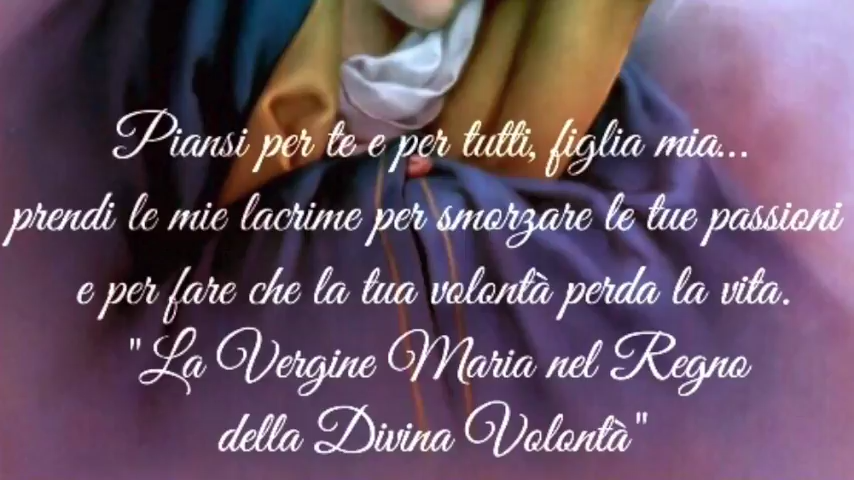 Piansi per te e per tutti, figlia mia...
prendi le mie lacrime per smorzare le tue passioni
e per fare che la tua volontà perda la vita.
"La Vergine Maria nel Regno
della Divina Volontà"